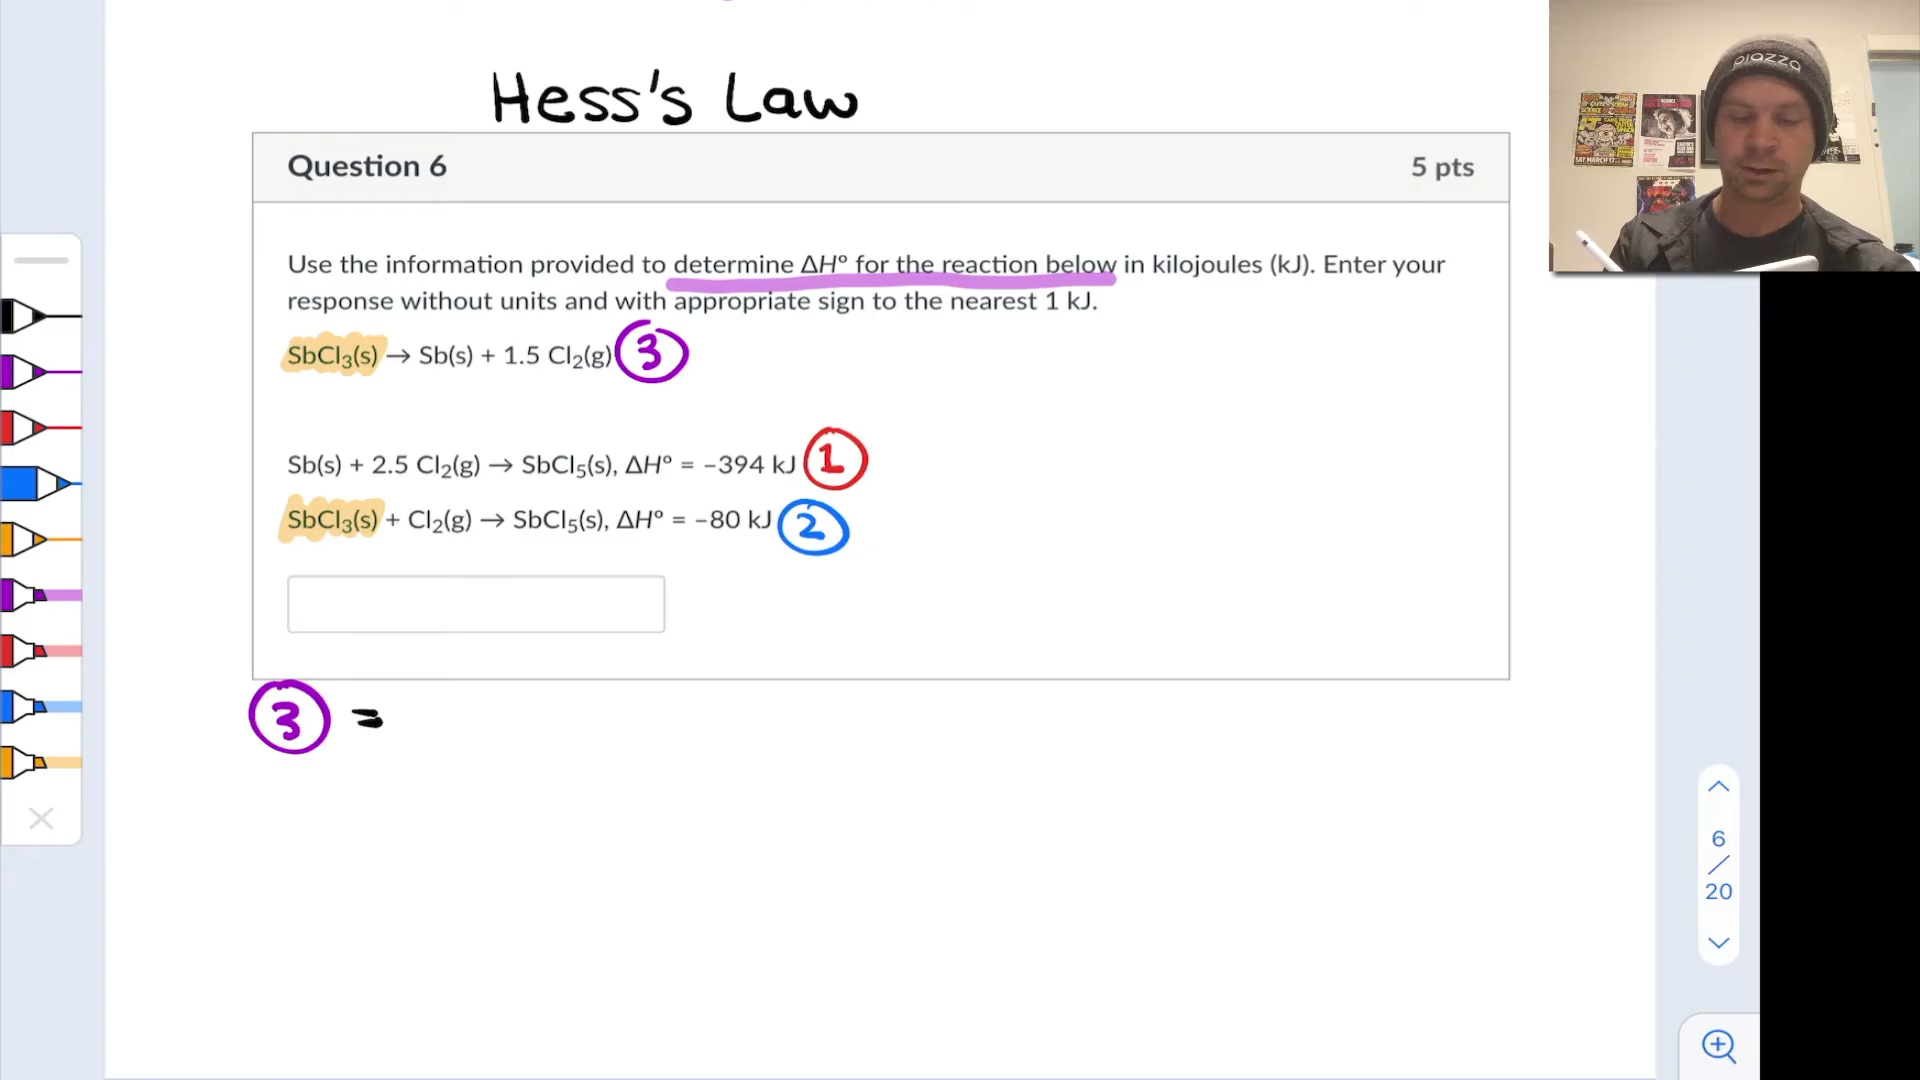 Hess's Law
piazza
Question 6
5 pts
Use the information provided to determine ΔH° for the reaction below in kilojoules (kJ). Enter your
response without units and with appropriate sign to the nearest 1 kJ.
SbCl₃(s) → Sb(s) + 1.5 Cl₂(g) 3
Sb(s) + 2.5 Cl₂(g) → SbCl₅(s), ΔH° = −394 kJ 1
SbCl₃(s) + Cl₂(g) → SbCl₅(s), ΔH° = −80 kJ 2
3 =
6
/
20